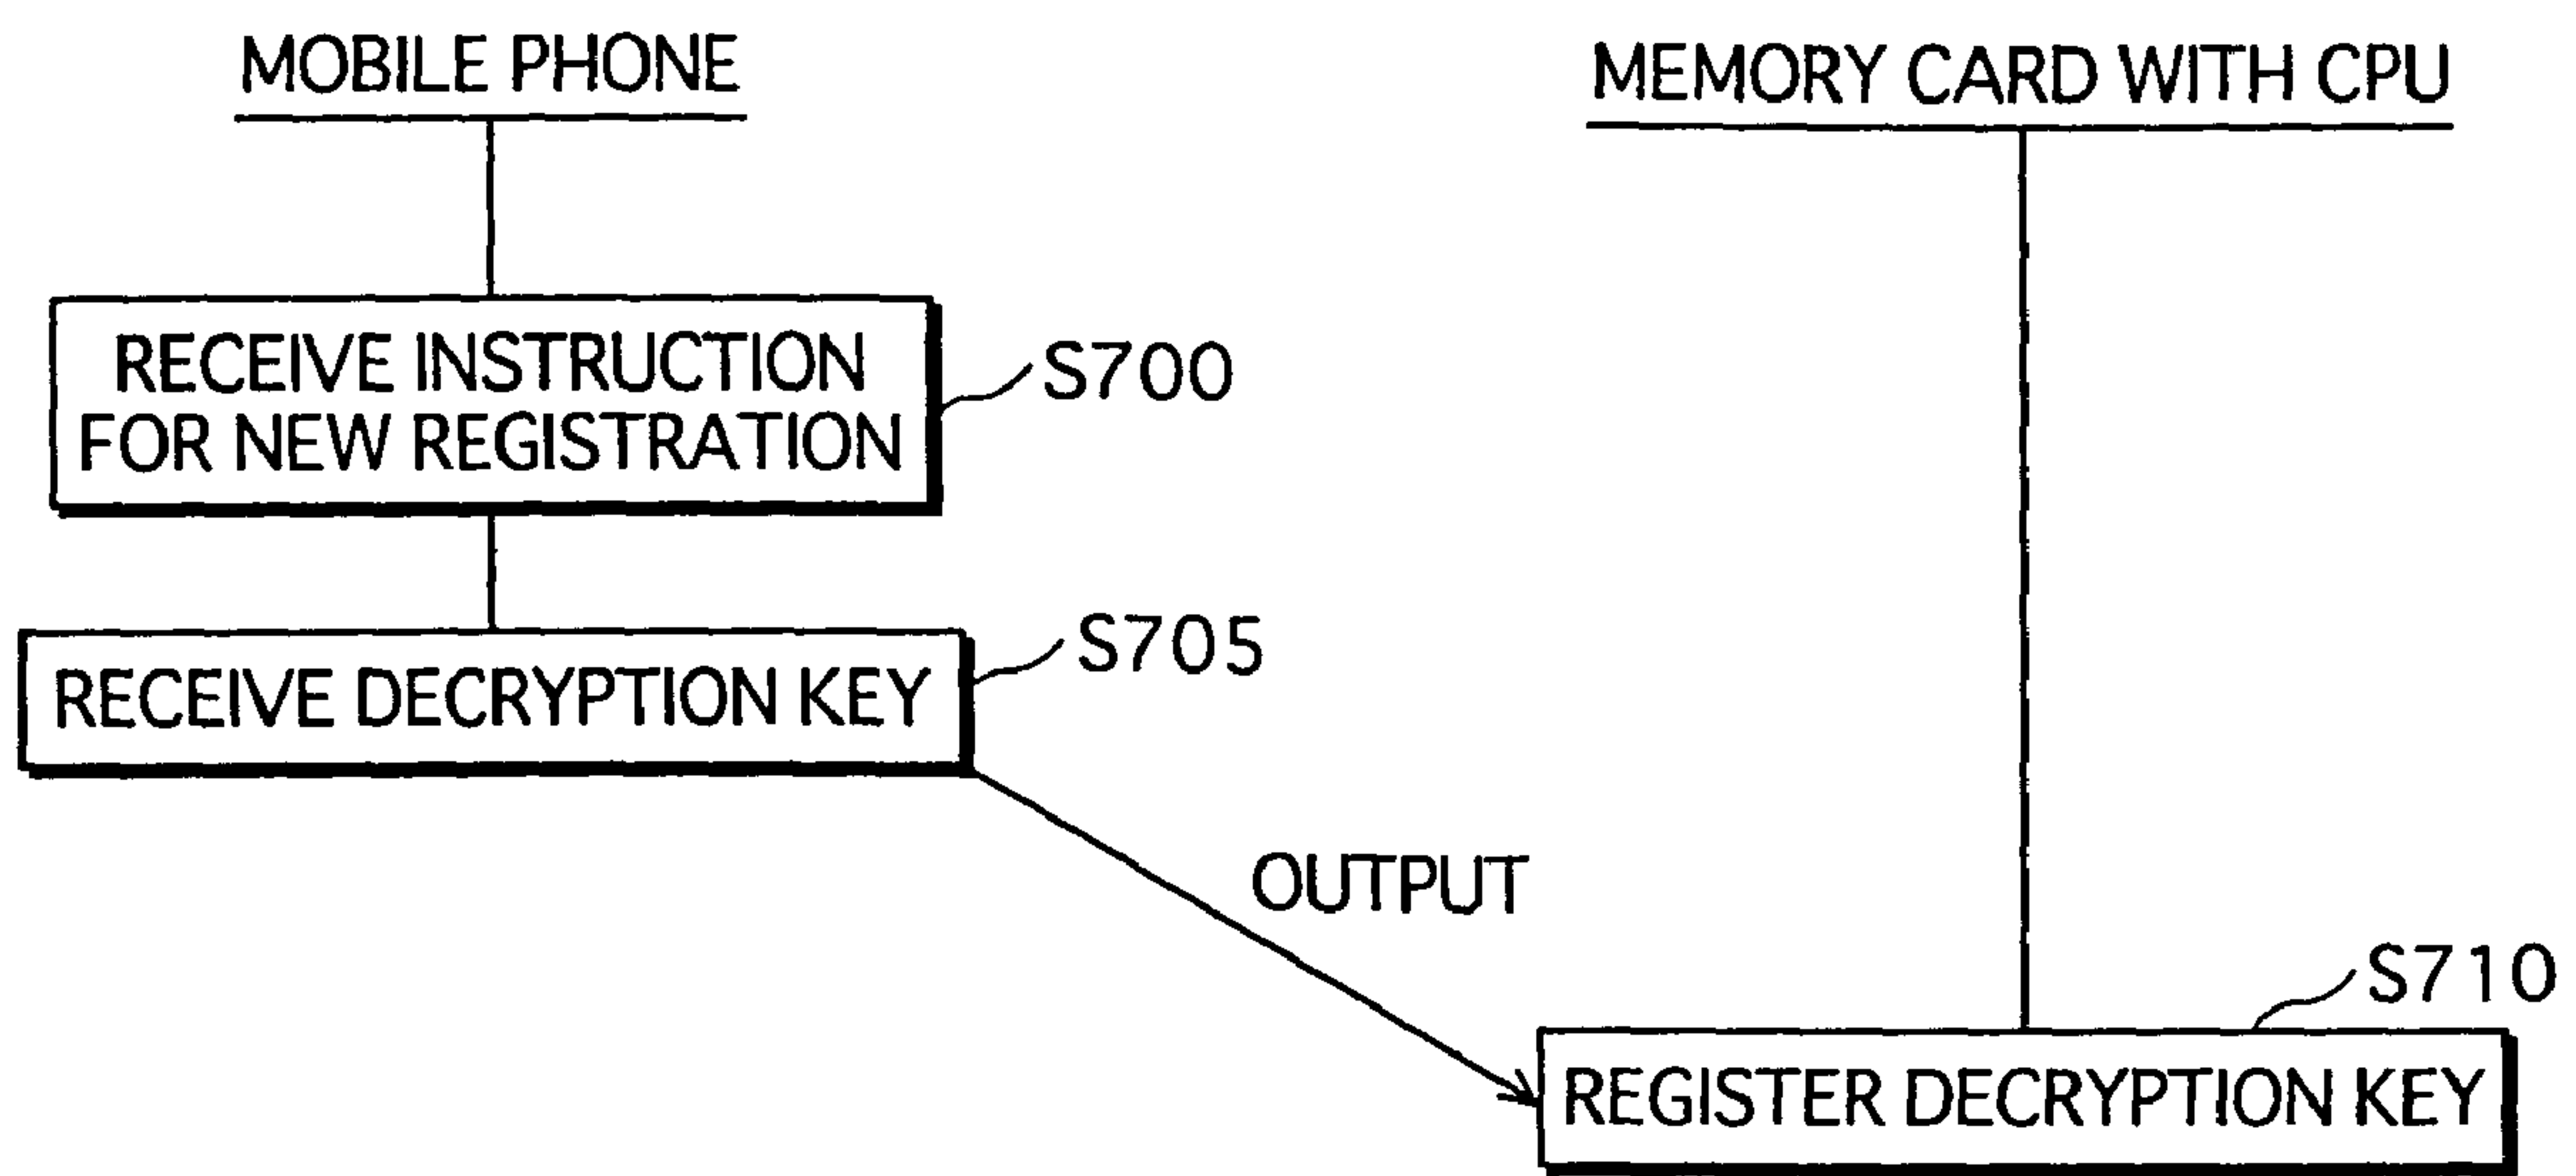 MOBILE PHONE
MEMORY CARD WITH CPU
RECEIVE INSTRUCTION
FOR NEW REGISTRATION
S700
RECEIVE DECRYPTION KEY
S705
OUTPUT
S710
REGISTER DECRYPTION KEY